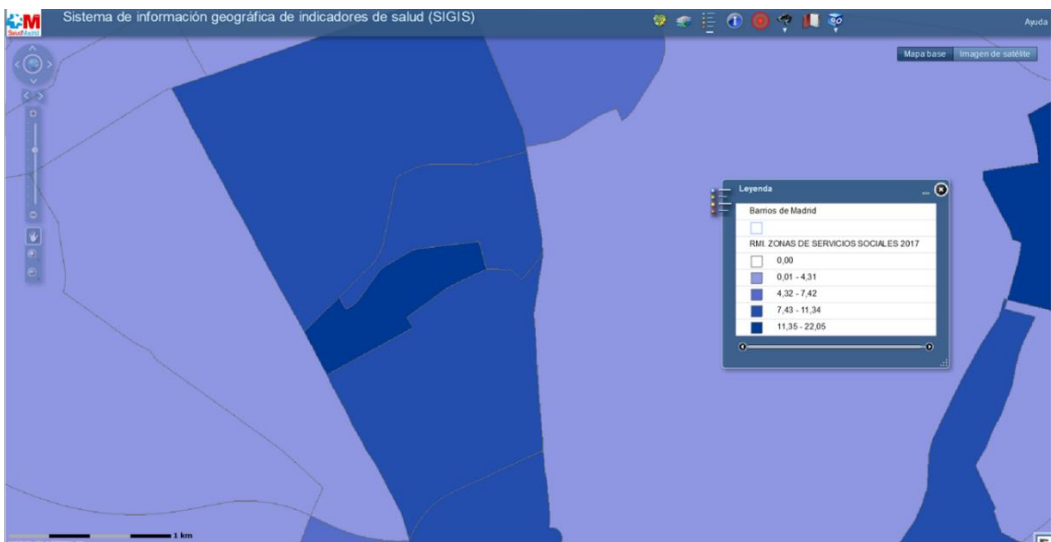 Sistema de información geográfica de indicadores de salud (SIGIS)
Ayuda
SaludMadrid
Mapa base
Imagen de satélite
Leyenda
Barrios de Madrid
RMI. ZONAS DE SERVICIOS SOCIALES 2017
0,00
0,01 - 4,31
4,32 - 7,42
7,43 - 11,34
11,35 - 22,05
1 km